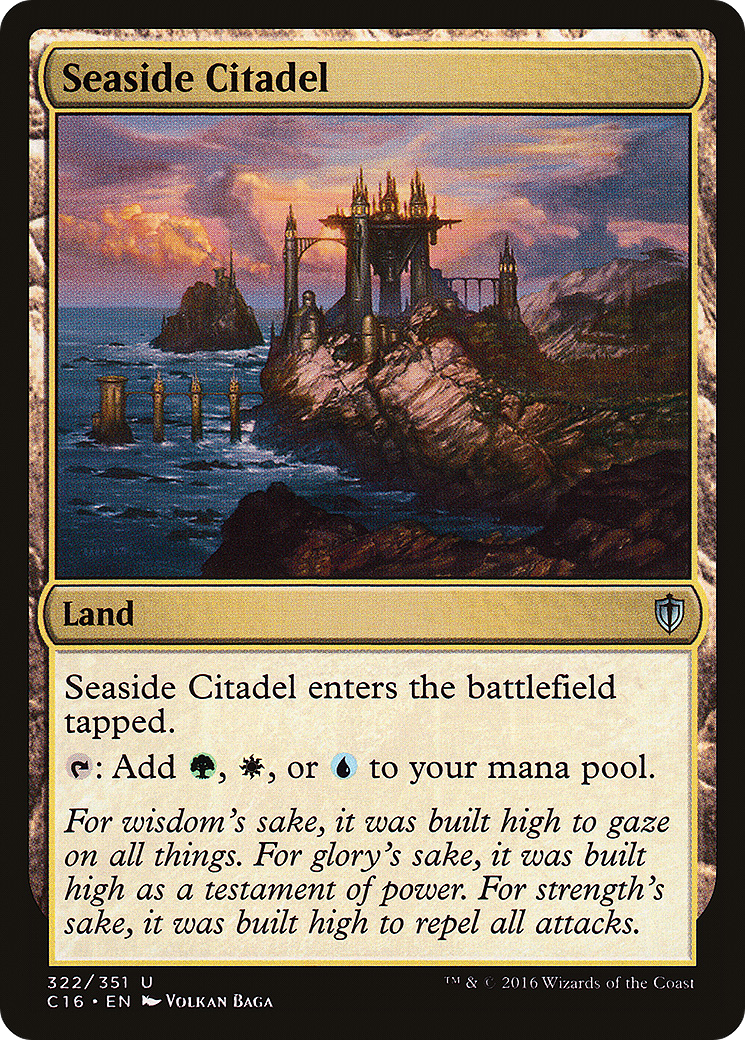 Seaside Citadel
Land
Seaside Citadel enters the battlefield
tapped.
: Add , , or to your mana pool.
For wisdom's sake, it was built high to gaze
on all things. For glory's sake, it was built
high as a testament of power. For strength's
sake, it was built high to repel all attacks.
322/351 U
C16 • EN VOLKAN BAGA
™ & © 2016 Wizards of the Coast